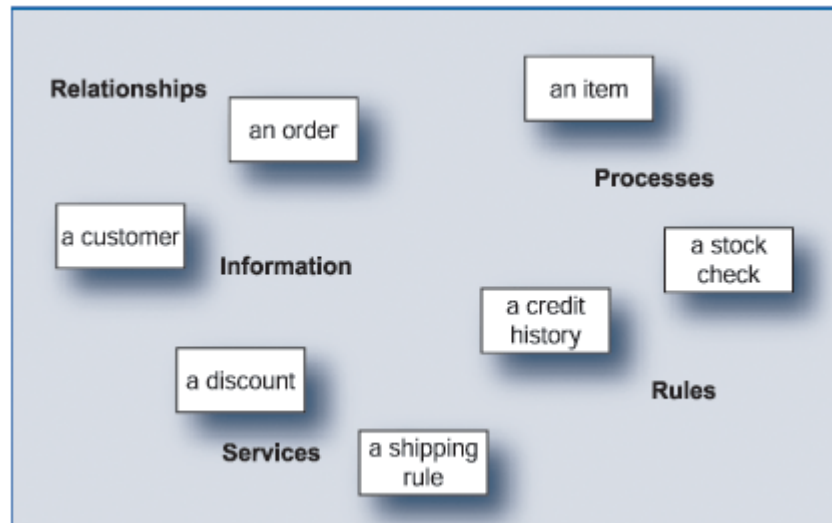 an item
Relationships
an order
Processes
a customer
a stock
check
Information
a credit
history
a discount
Rules
Services
a shipping
rule